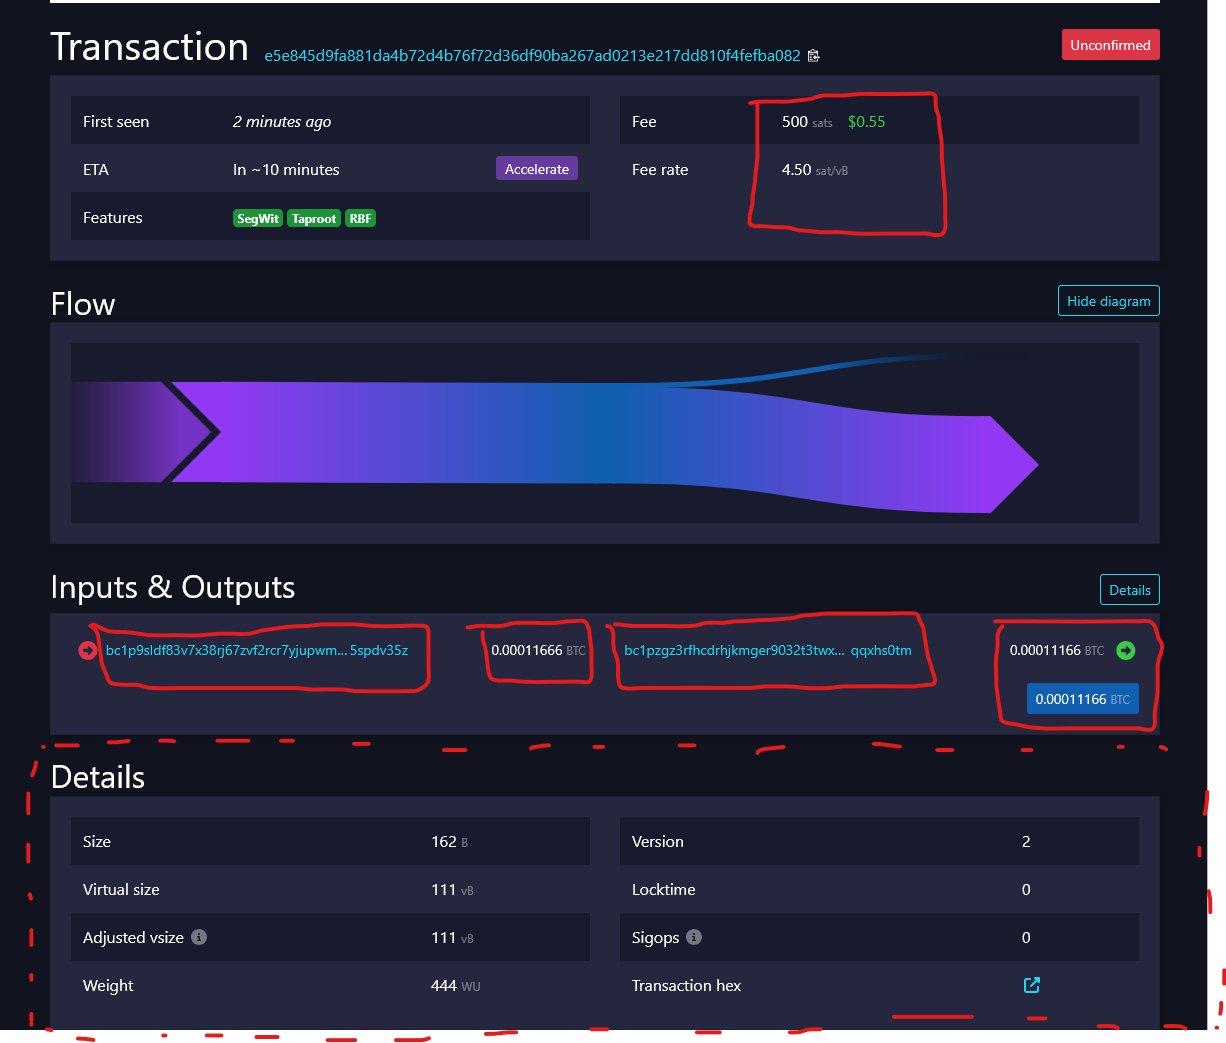 Transaction e5e845d9fa881da4b72d4b76f72d36df90ba267ad0213e217dd810f4fefba082 Unconfirmed
First seen 2 minutes ago
ETA In ~10 minutes Accelerate
Features SegWit Taproot RBF
Fee 500 sats $0.55
Fee rate 4.50 sat/vB
Flow Hide diagram
Inputs & Outputs Details
bc1p9sldf83v7x38rj67zvf2rcr7yjupwm... 5spdv35z 0.00011666 BTC bc1pzgz3rfhcdrhjkmger9032t3twx... qqxhs0tm 0.00011166 BTC
0.00011166 BTC
Details
Size 162 B
Virtual size 111 vB
Adjusted vsize 111 vB
Weight 444 WU
Version 2
Locktime 0
Sigops 0
Transaction hex